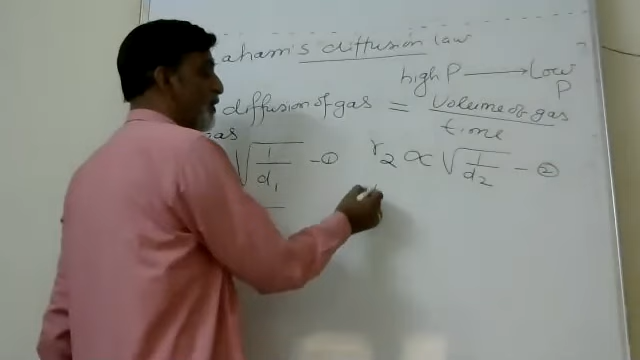 aham's diffusion law
high P → Low P
diffusion of gas = Volume of gas / time
gas
√1/d₁ - ① r₂ ∝ √1/d₂ - ②